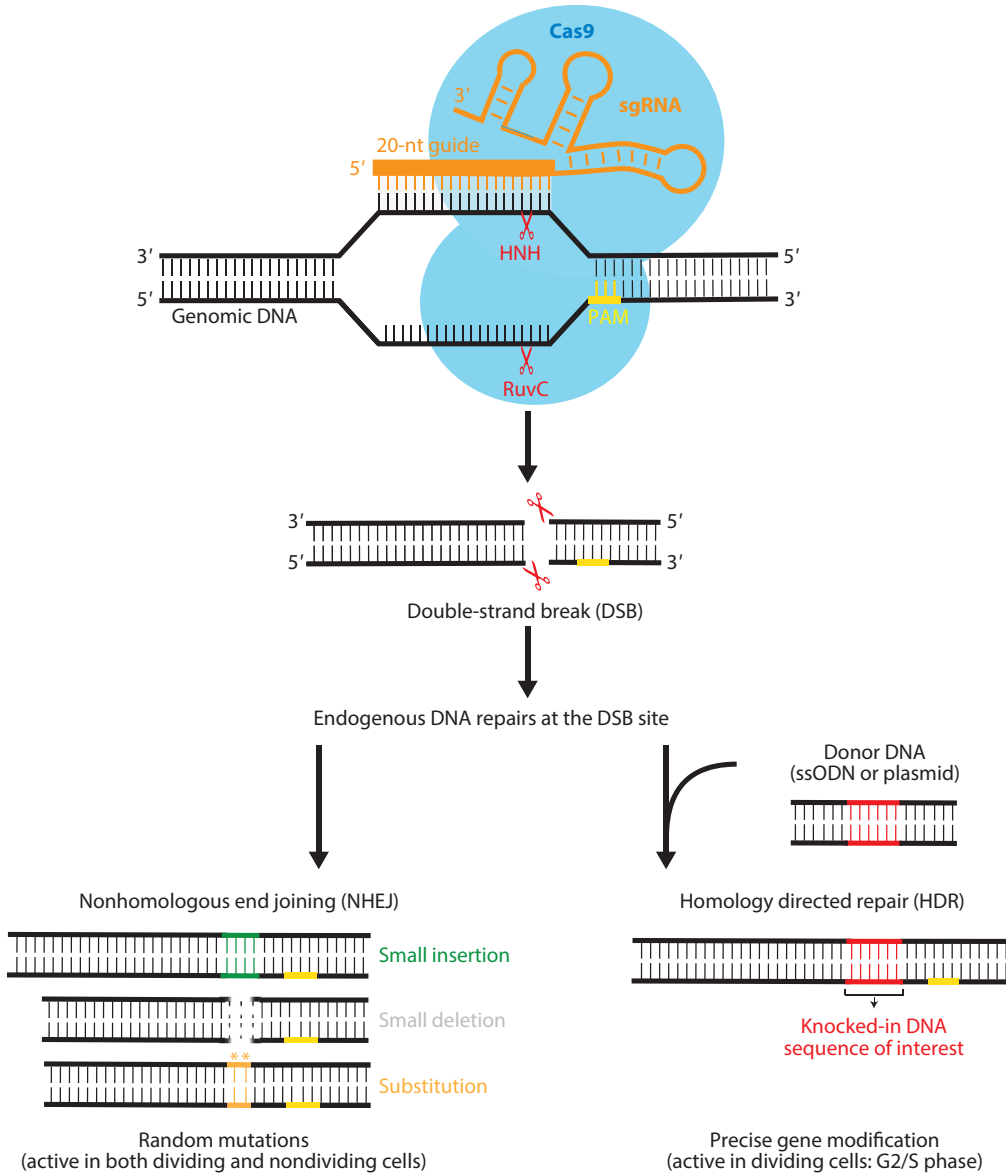 Cas9
3′
sgRNA
20-nt guide
5′
HNH
3′
5′
5′
3′
Genomic DNA
PAM
RuvC
3′
5′
5′
3′
Double-strand break (DSB)
Endogenous DNA repairs at the DSB site
Donor DNA
(ssODN or plasmid)
Nonhomologous end joining (NHEJ)
Small insertion
Small deletion
**
Substitution
Random mutations
(active in both dividing and nondividing cells)
Homology directed repair (HDR)
Knocked-in DNA
sequence of interest
Precise gene modification
(active in dividing cells: G2/S phase)